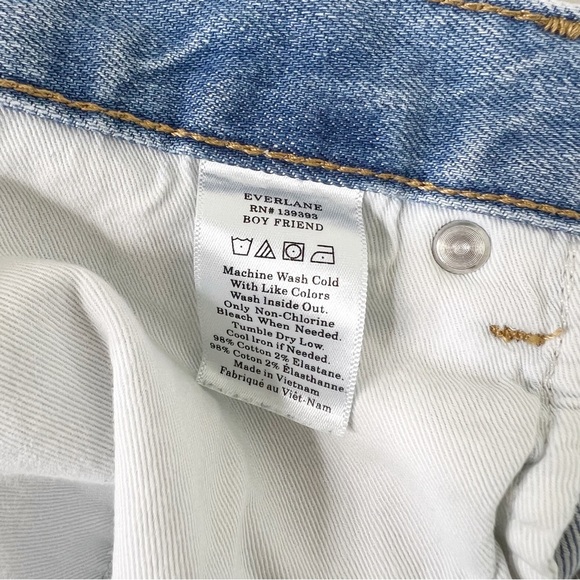 EVERLANE
RN# 139393
BOY FRIEND
Machine Wash Cold
With Like Colors
Wash Inside Out.
Only Non-Chlorine
Bleach When Needed.
Tumble Dry Low.
Cool Iron if Needed.
98% Cotton 2% Elastane.
98% Coton 2% Élasthanne.
Made in Vietnam
Fabriqué au Viêt-Nam